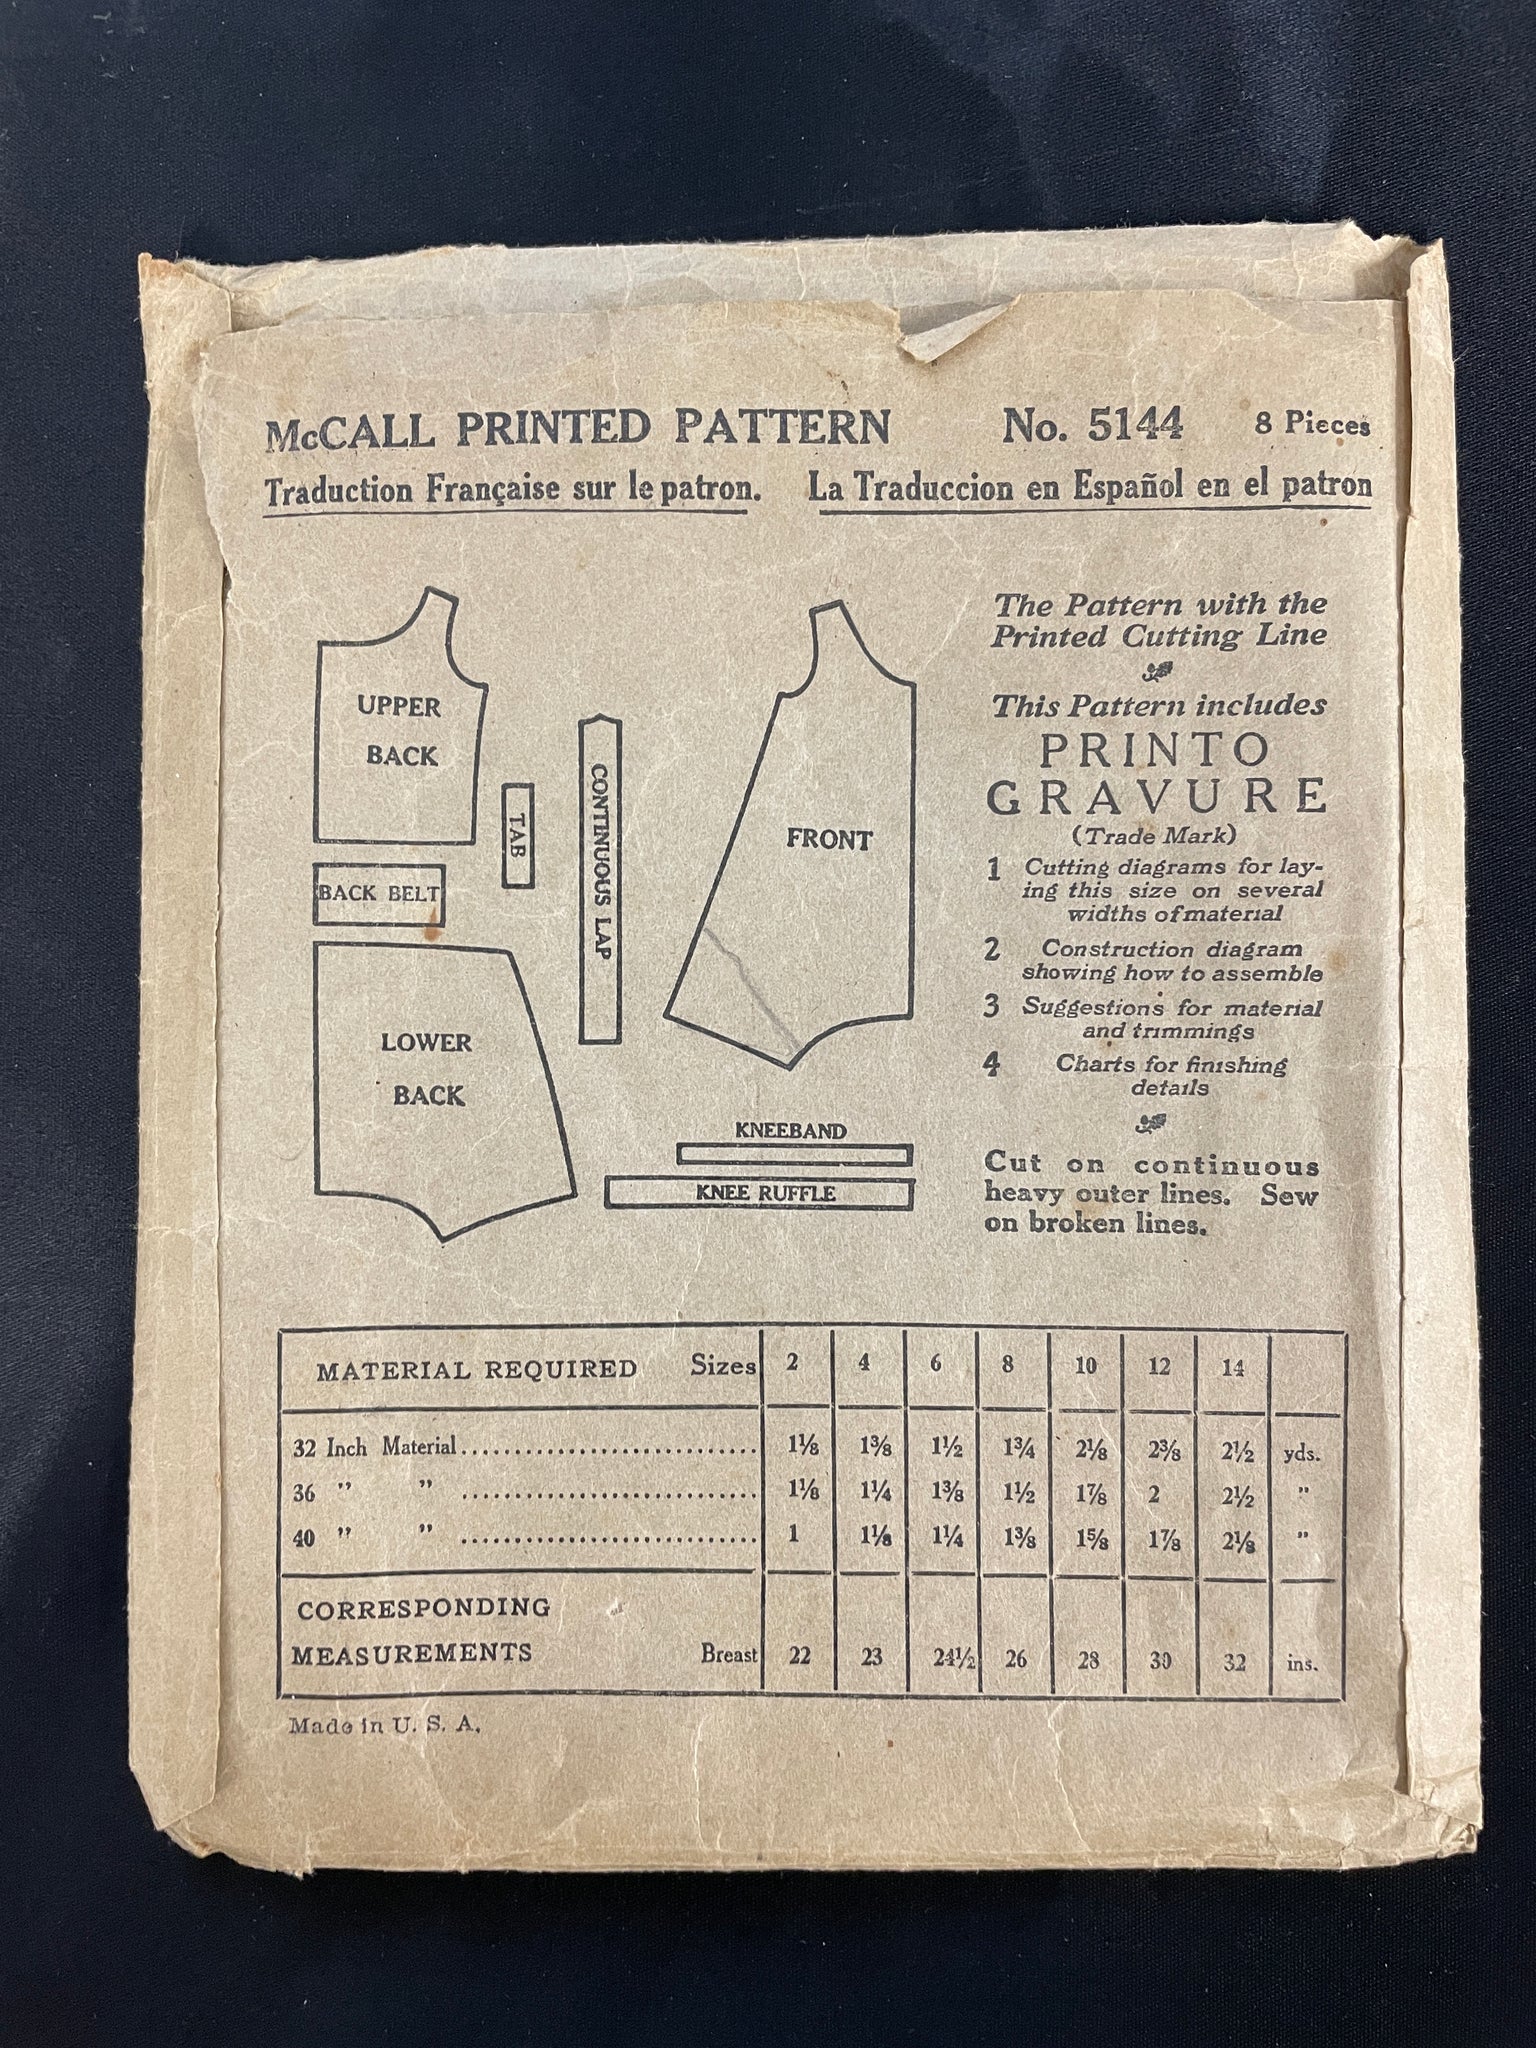 McCALL PRINTED PATTERN No. 5144 8 Pieces
Traduction Française sur le patron. La Traduccion en Español en el patron
UPPER
BACK
TAB
BACK BELT
LOWER
BACK
CONTINUOUS LAP
FRONT
KNEEBAND
KNEE RUFFLE
The Pattern with the
Printed Cutting Line
This Pattern includes
PRINTO
GRAVURE
(Trade Mark)
1 Cutting diagrams for lay-
ing this size on several
widths of material
2 Construction diagram
showing how to assemble
3 Suggestions for material
and trimmings
4 Charts for finishing
details
Cut on continuous
heavy outer lines. Sew
on broken lines.
MATERIAL REQUIRED Sizes 2 4 6 8 10 12 14
32 Inch Material 1⅛ 1⅜ 1½ 1¾ 2⅛ 2⅜ 2½ yds.
36 " " 1⅛ 1¼ 1⅜ 1½ 1⅞ 2 2½ "
40 " " 1 1⅛ 1¼ 1⅜ 1⅝ 1⅞ 2⅛ "
CORRESPONDING
MEASUREMENTS Breast 22 23 24½ 26 28 30 32 ins.
Made in U. S. A.